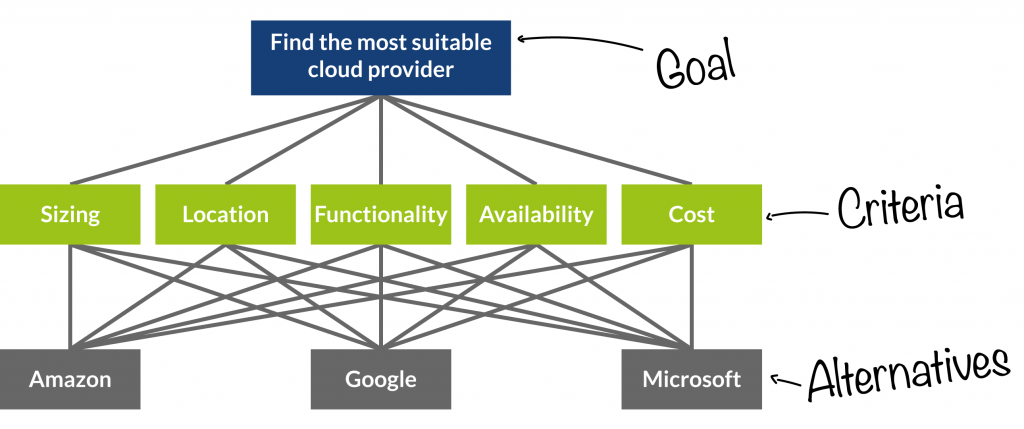 Find the most suitable
cloud provider
Goal
Sizing
Location
Functionality
Availability
Cost
Criteria
Amazon
Google
Microsoft
Alternatives